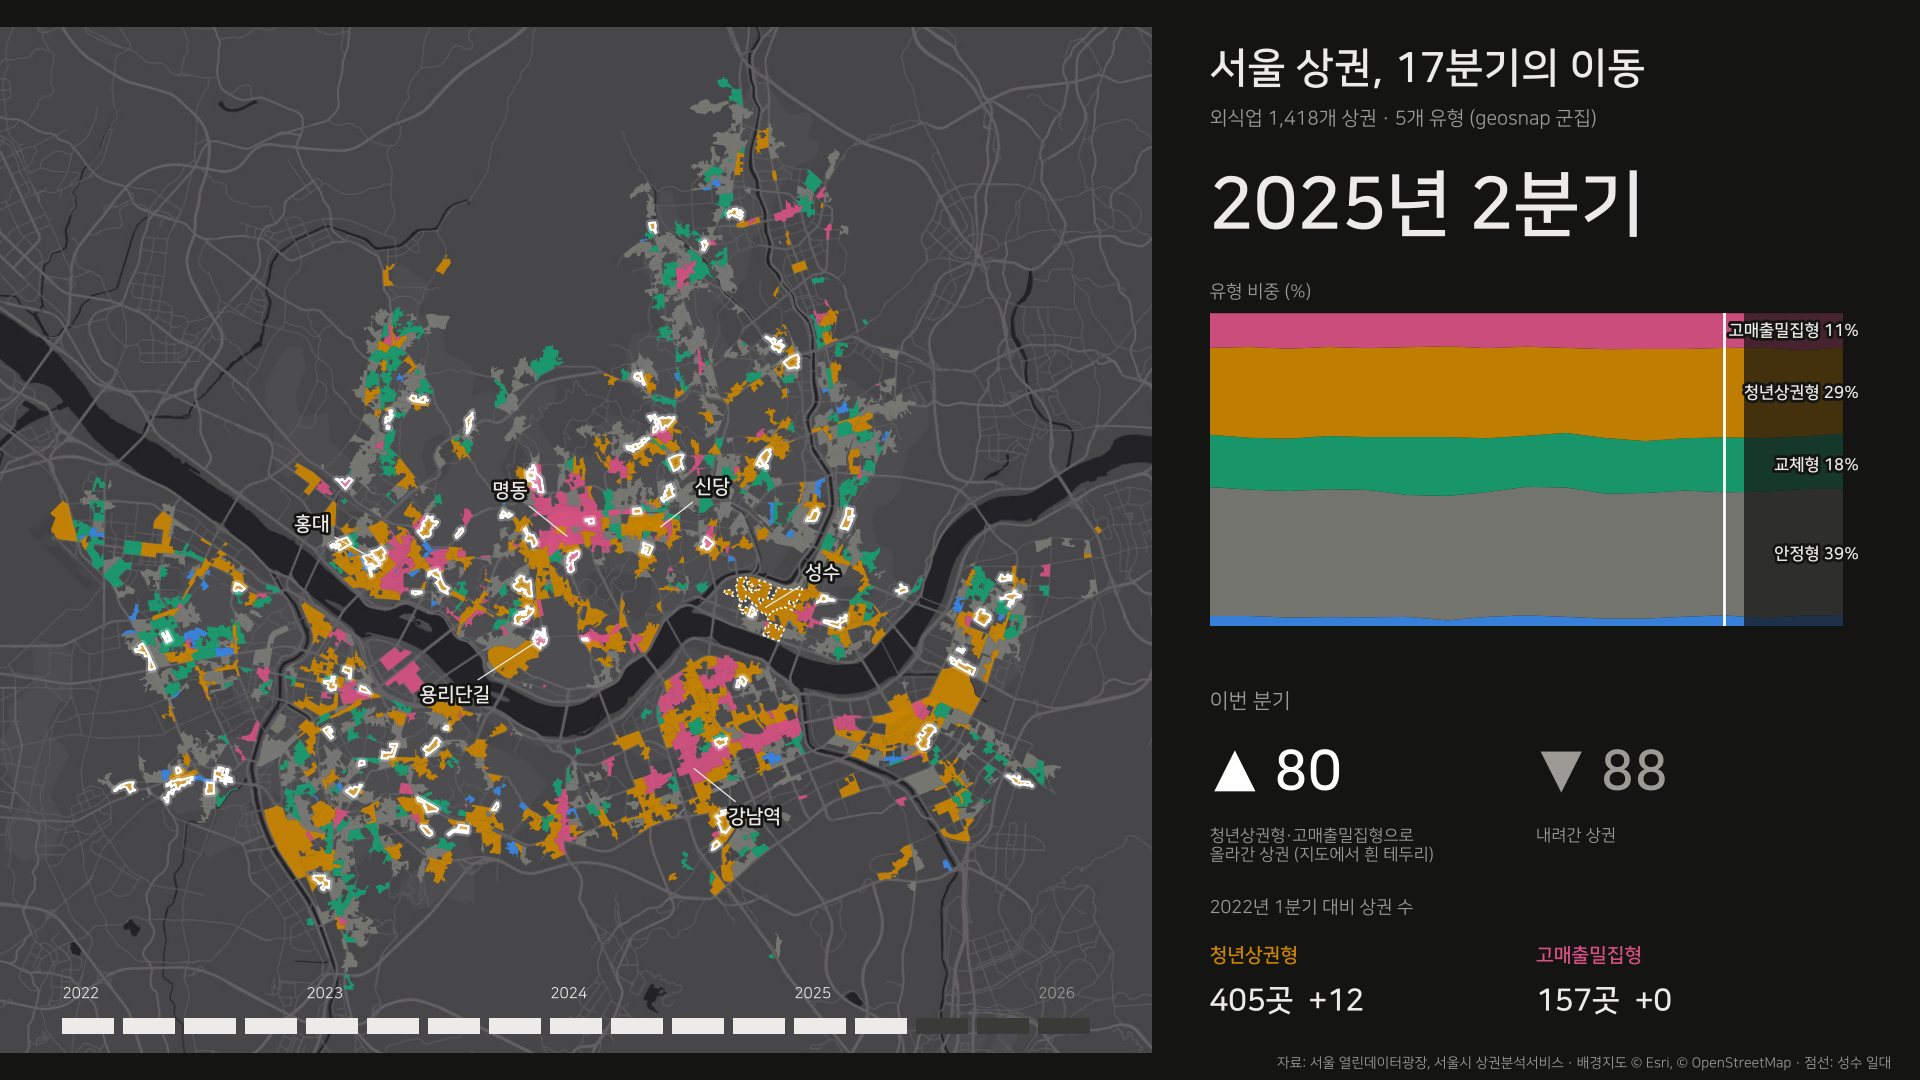 서울 상권, 17분기의 이동
외식업 1,418개 상권 · 5개 유형 (geosnap 군집)
2025년 2분기
유형 비중 (%)
고매출밀집형 11%
청년상권형 29%
교체형 18%
안정형 39%
이번 분기
▲ 80
▼ 88
청년상권형·고매출밀집형으로
올라간 상권 (지도에서 흰 테두리)
내려간 상권
2022년 1분기 대비 상권 수
청년상권형
고매출밀집형
405곳 +12
157곳 +0
명동
신당
홍대
성수
용리단길
강남역
2022
2023
2024
2025
2026
자료: 서울 열린데이터광장, 서울시 상권분석서비스 · 배경지도 © Esri, © OpenStreetMap · 점선: 성수 일대